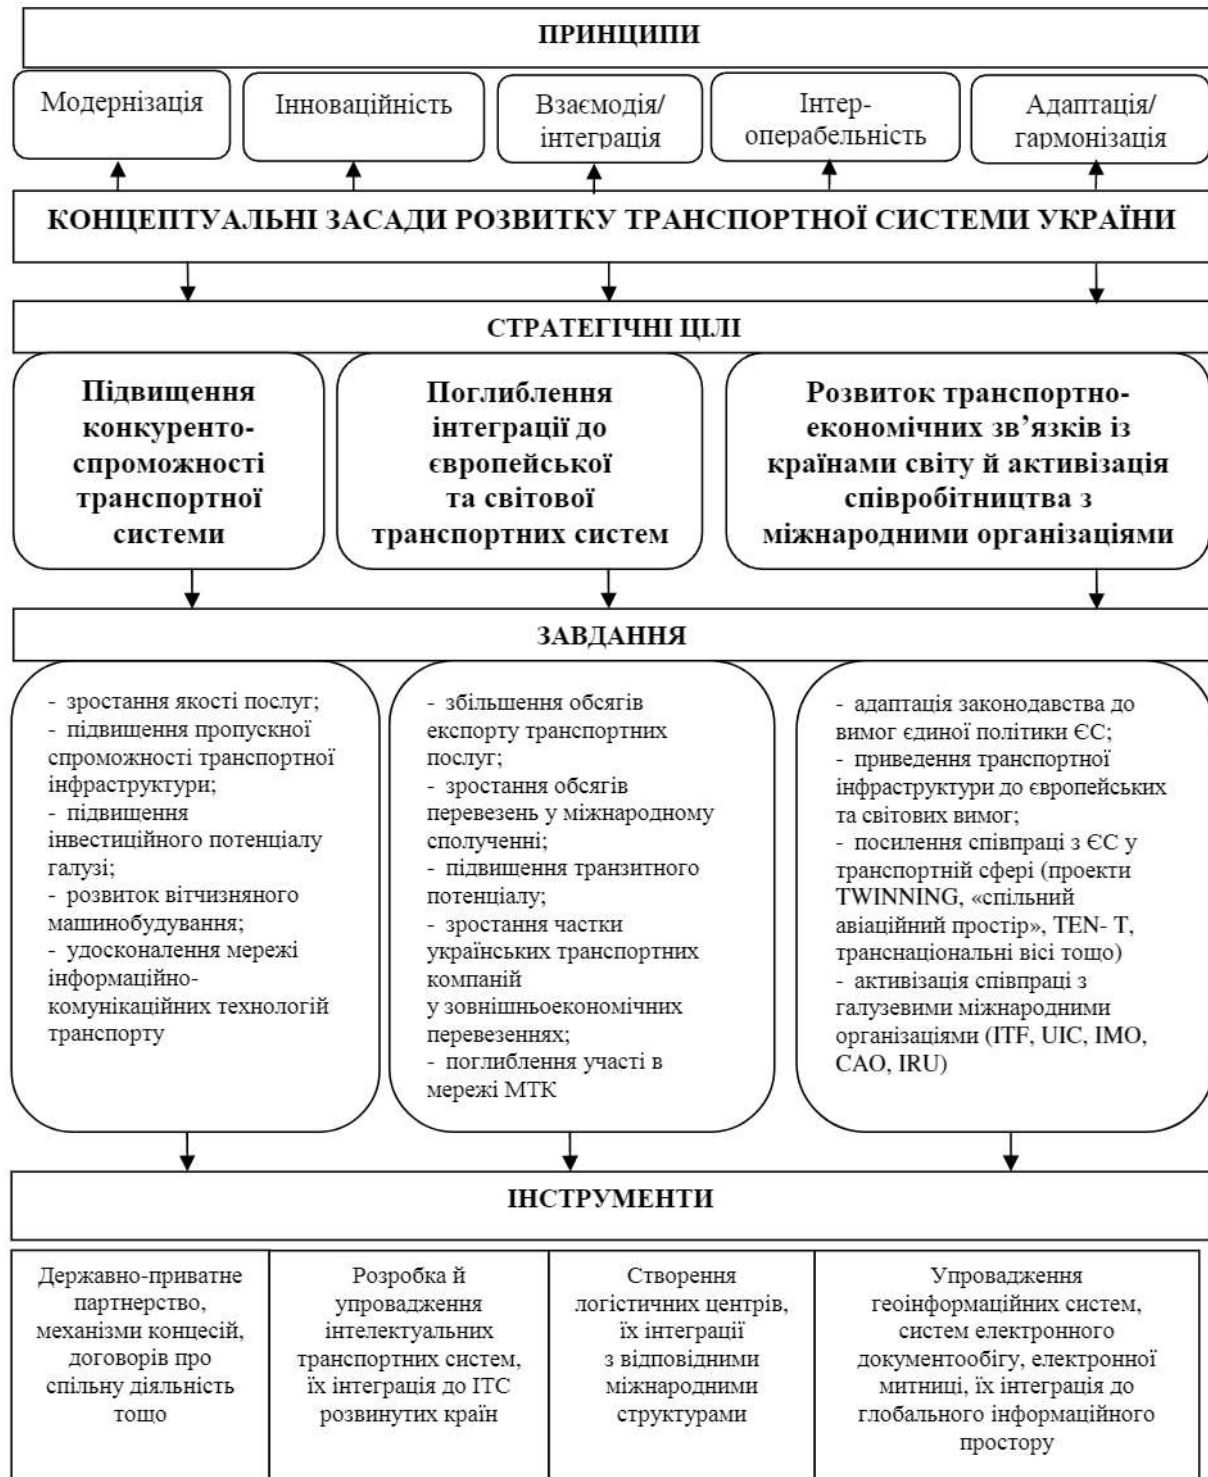 ПРИНЦИПИ
Модернізація
Інноваційність
Взаємодія/
інтеграція
Інтер-
операбельність
Адаптація/
гармонізація
КОНЦЕПТУАЛЬНІ ЗАСАДИ РОЗВИТКУ ТРАНСПОРТНОЇ СИСТЕМИ УКРАЇНИ
СТРАТЕГІЧНІ ЦІЛІ
Підвищення
конкуренто-
спроможності
транспортної
системи
Поглиблення
інтеграції до
європейської
та світової
транспортних систем
Розвиток транспортно-
економічних зв’язків із
країнами світу й активізація
співробітництва з
міжнародними організаціями
ЗАВДАННЯ
- зростання якості послуг;
- підвищення пропускної
спроможності транспортної
інфраструктури;
- підвищення
інвестиційного потенціалу
галузі;
- розвиток вітчизняного
машинобудування;
- удосконалення мережі
інформаційно-
комунікаційних технологій
транспорту
- збільшення обсягів
експорту транспортних
послуг;
- зростання обсягів
перевезень у міжнародному
сполученні;
- підвищення транзитного
потенціалу;
- зростання частки
українських транспортних
компаній
у зовнішньоекономічних
перевезеннях;
- поглиблення участі в
мережі МТК
- адаптація законодавства до
вимог єдиної політики ЄС;
- приведення транспортної
інфраструктури до європейських
та світових вимог;
- посилення співпраці з ЄС у
транспортній сфері (проекти
TWINNING, «спільний
авіаційний простір», TEN- T,
транснаціональні вісі тощо)
- активізація співпраці з
галузевими міжнародними
організаціями (ITF, UIC, IMO,
CAO, IRU)
ІНСТРУМЕНТИ
Державно-приватне
партнерство,
механізми концесій,
договорів про
спільну діяльність
тощо
Розробка й
упровадження
інтелектуальних
транспортних систем,
їх інтеграція до ІТС
розвинутих країн
Створення
логістичних центрів,
їх інтеграції
з відповідними
міжнародними
структурами
Упровадження
геоінформаційних систем,
систем електронного
документообігу, електронної
митниці, їх інтеграція до
глобального інформаційного
простору